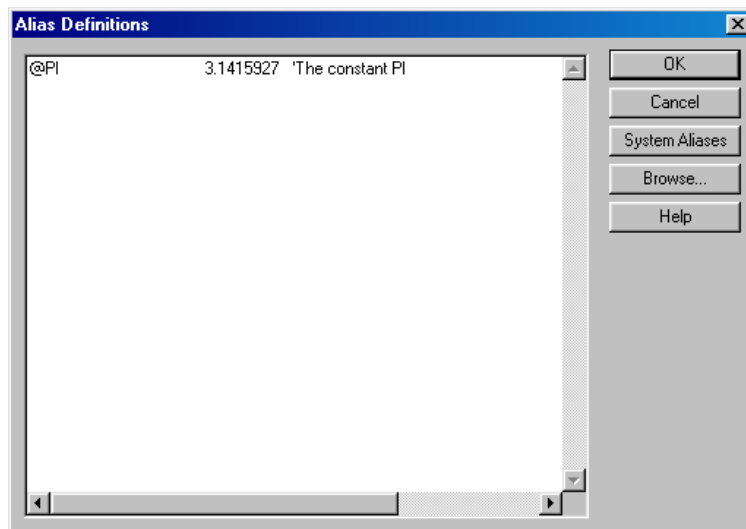 Alias Definitions
@PI 3.1415927 'The constant PI
OK
Cancel
System Aliases
Browse...
Help